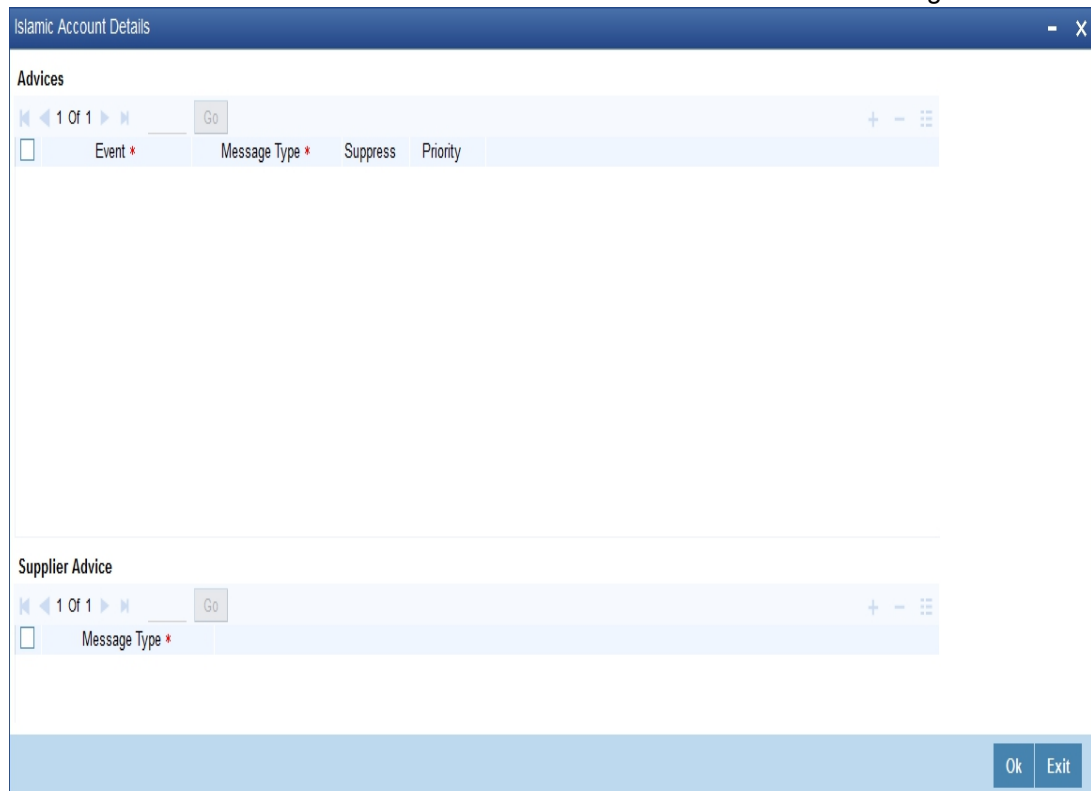 Islamic Account Details
Advices
1 Of 1 Go
Event * Message Type * Suppress Priority
Supplier Advice
1 Of 1 Go
Message Type *
Ok Exit